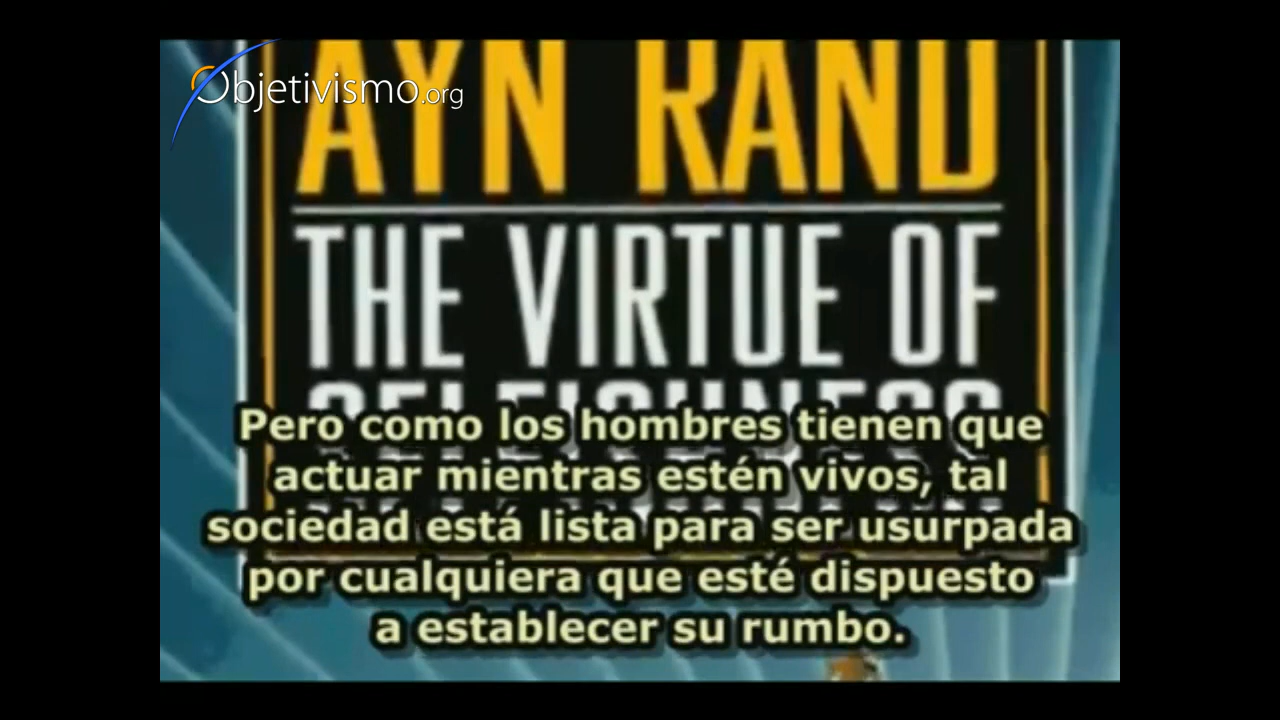 Objetivismo.org
AYN RAND
THE VIRTUE OF
SELFISHNESS
Pero como los hombres tienen que
actuar mientras estén vivos, tal
sociedad está lista para ser usurpada
por cualquiera que esté dispuesto
a establecer su rumbo.